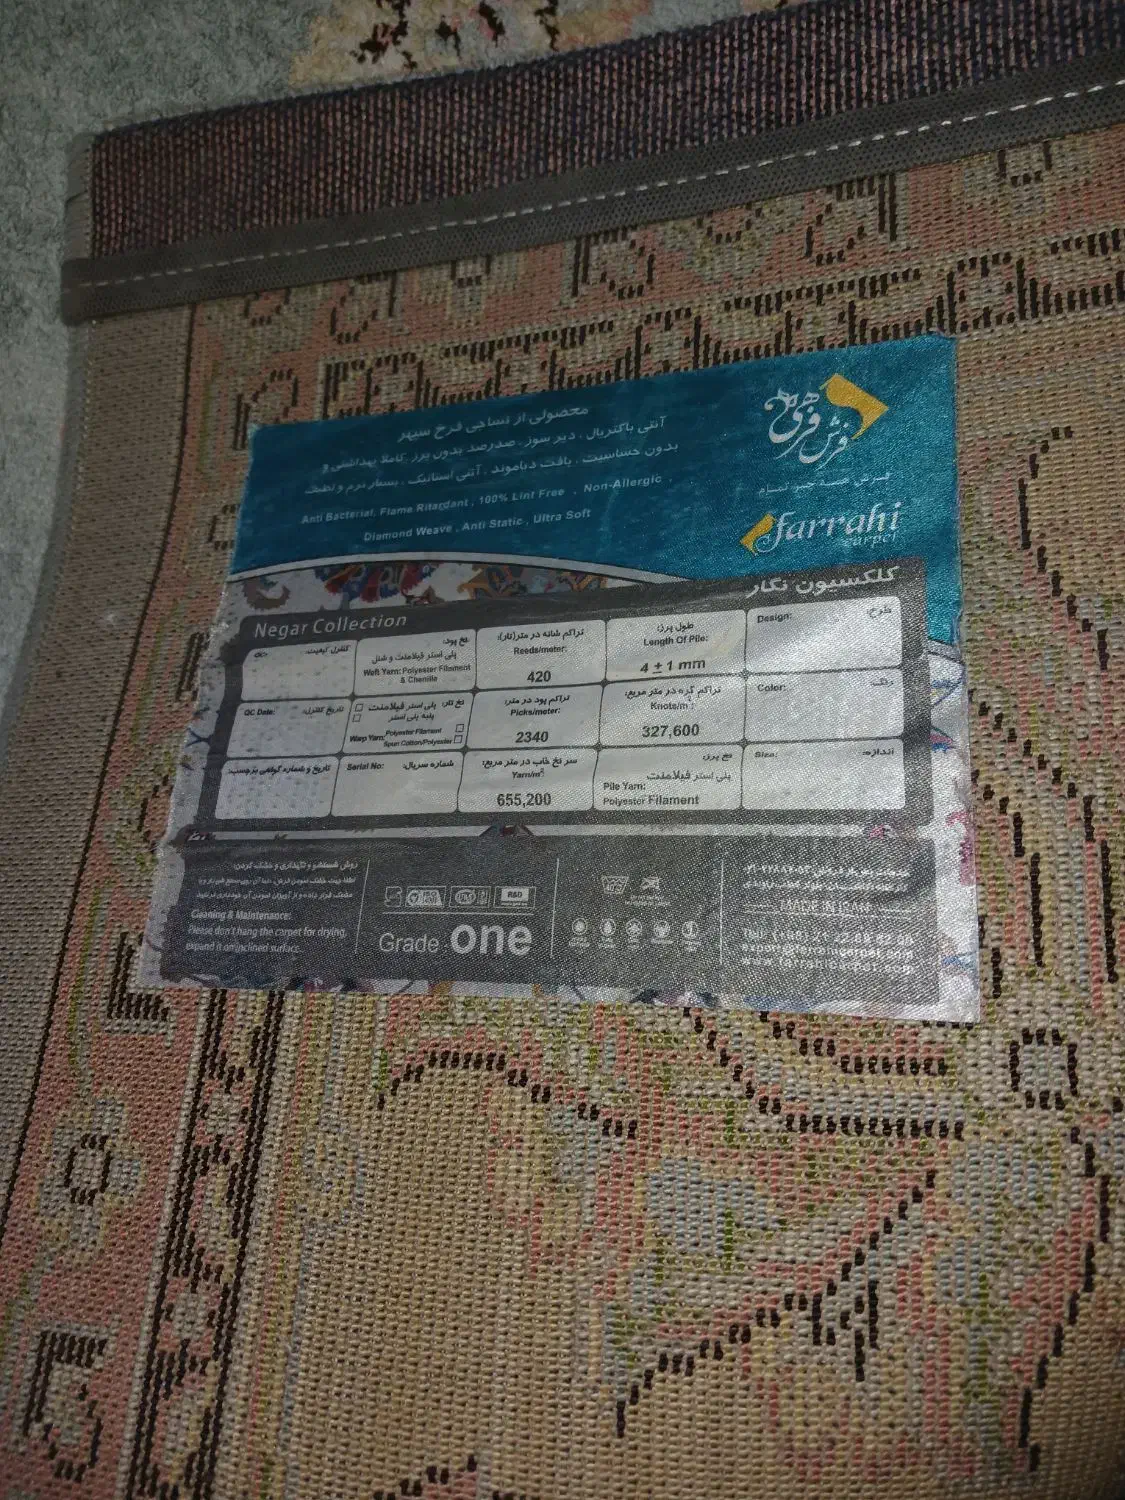 محصولی از نساجی فرخ سپهر
آنتی باکتریال ، دیر سوز ، صددرصد بدون پرز ، کاملا بهداشتی و
بدون حساسیت ، بافت دیاموند ، آنتی استاتیک ، بسیار نرم و لطیف
Anti Bacterial, Flame Ritardant , 100% Lint Free , Non-Allergic ,
Diamond Weave , Anti Static , Ultra Soft
فرش فرهی
farrahi
carpet
کلکسیون نگار
Negar Collection
طرح:
Design:
طول پرز:
Length Of Pile:
4 ± 1 mm
تراکم شانه در متر(تار):
Reeds/meter:
420
نخ پود:
پلی استر فیلامنت و شنل
Weft Yarn: Polyester Filament
& Chenille
کنترل کیفیت:
QC:
رنگ:
Color:
تراکم گره در متر مربع:
Knots/m²:
327,600
تراکم پود در متر:
Picks/meter:
2340
نخ تار: پلی استر فیلامنت
پنبه پلی استر
Warp Yarn: Polyester Filament
Spun Cotton/Polyester
تاریخ کنترل:
QC Date:
اندازه:
Size:
نخ پرز:
پلی استر فیلامنت
Pile Yarn:
Polyester Filament
سر نخ خاب در متر مربع:
Yarn/m²:
655,200
شماره سریال:
Serial No:
تاریخ و شماره گواهی برچسب:
روش شستشو و نگهداری و خشک کردن:
Cleaning & Maintenance:
Please don't hang the carpet for drying,
expand it on inclined surface.
ISO
R&D
Grade one
MADE IN IRAN